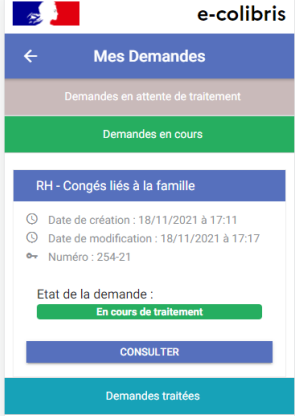 e-colibris
Mes Demandes
Demandes en attente de traitement
Demandes en cours
RH - Congés liés à la famille
Date de création : 18/11/2021 à 17:11
Date de modification : 18/11/2021 à 17:17
Numéro : 254-21
Etat de la demande :
En cours de traitement
CONSULTER
Demandes traitées